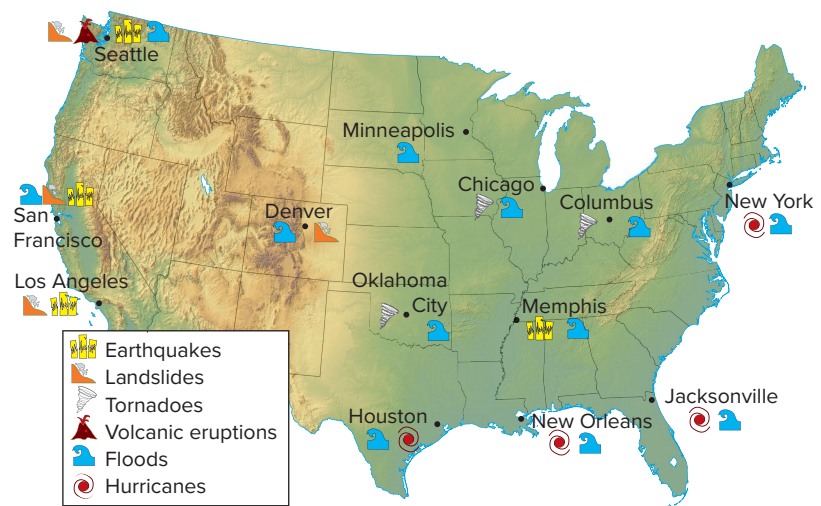 Seattle
Minneapolis
Chicago
Columbus
New York
San
Francisco
Denver
Los Angeles
Oklahoma
City
Memphis
Jacksonville
Houston
New Orleans
Earthquakes
Landslides
Tornadoes
Volcanic eruptions
Floods
Hurricanes